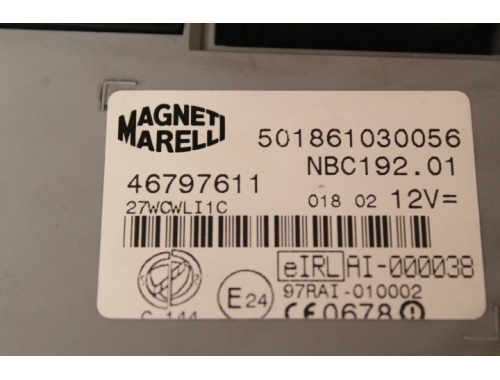 MAGNETI
MARELLI
501861030056
NBC192.01
46797611
27WCWLI1C
018 02 12V=
eIRL AI-000038
97RAI-010002
E24
C 144
CE0678